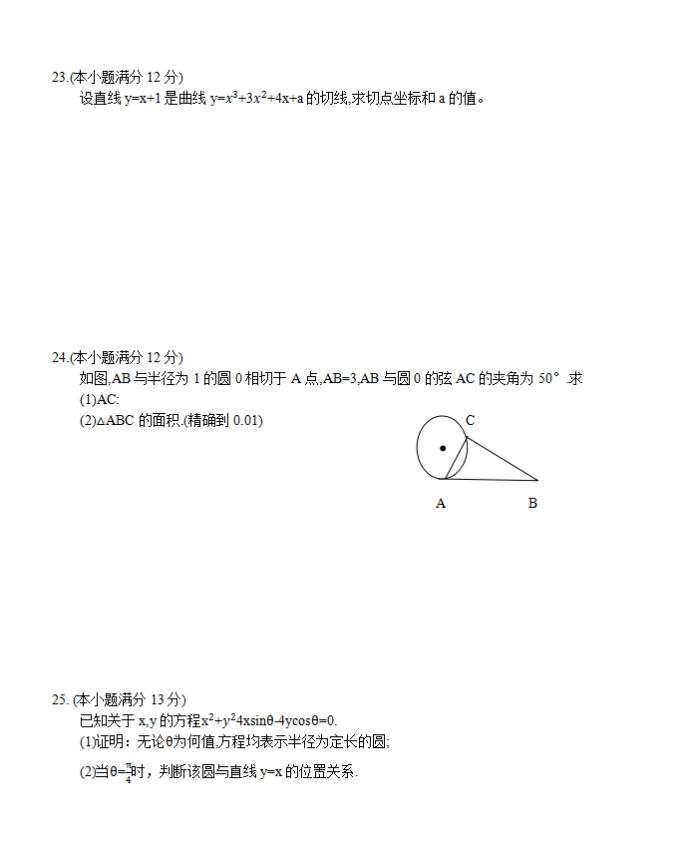 23.(本小题满分 12 分)
设直线 y=x+1 是曲线 y=x³+3x²+4x+a 的切线,求切点坐标和 a 的值。
24.(本小题满分 12 分)
如图,AB 与半径为 1 的圆 0 相切于 A 点,AB=3,AB 与圆 0 的弦 AC 的夹角为 50° 求
(1)AC:
(2)△ABC 的面积.(精确到 0.01)
C
A B
25. (本小题满分 13 分)
已知关于 x,y 的方程x²+y²4xsinθ-4ycosθ=0.
(1)证明：无论θ为何值,方程均表示半径为定长的圆;
(2)当θ=π/4时，判断该圆与直线 y=x 的位置关系.